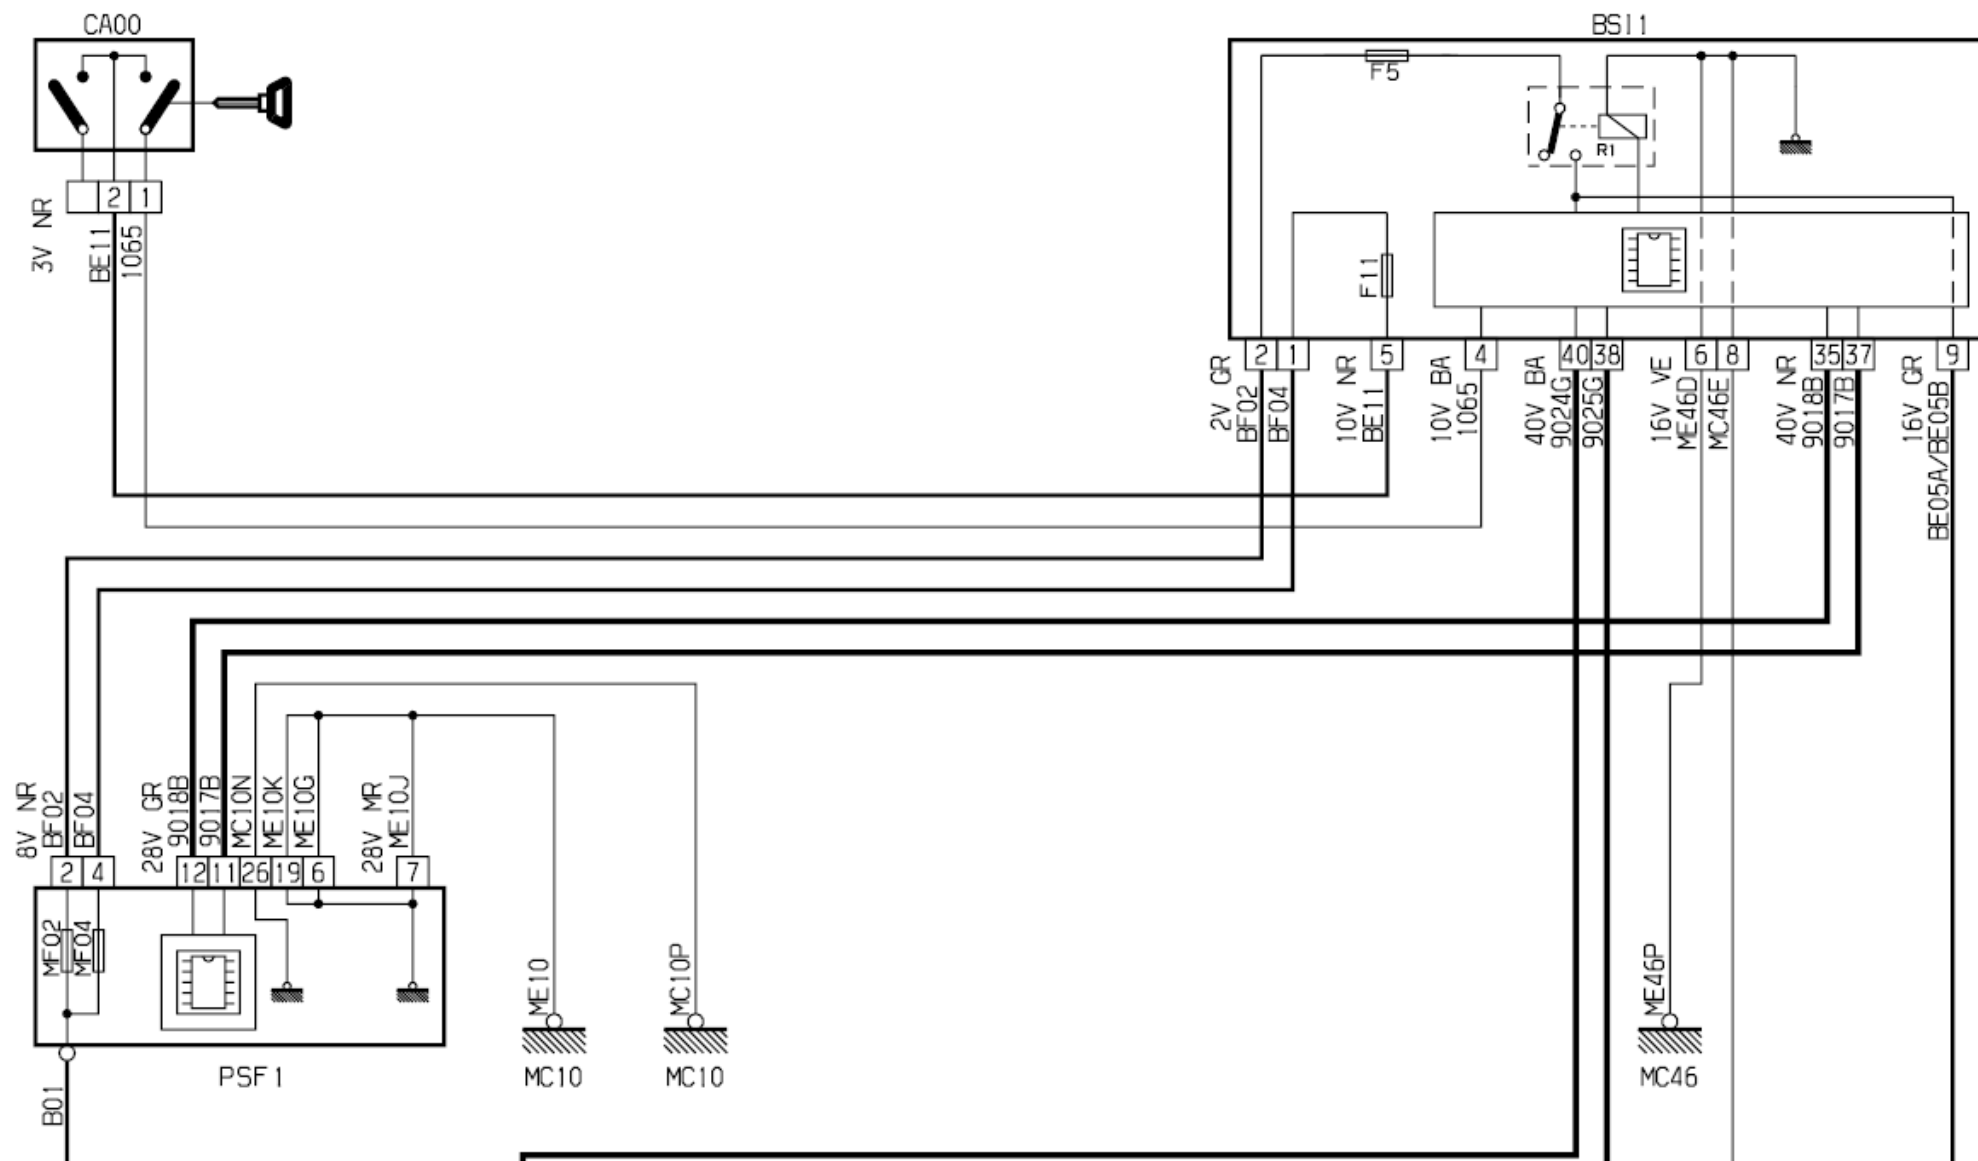 CA00
BSI1
F5
R1
F11
2 1
3V NR
BE11
1065
2 1 5 4 40 38 6 8 35 37 9
2V GR
BF02
BF04
10V NR
BE11
10V BA
1065
40V BA
9024G
9025G
16V VE
ME46D
MC46E
40V NR
9018B
9017B
16V GR
BE05A/BE05B
8V NR
BF02
BF04
28V GR
9018B
9017B
MC10N
ME10K
ME10G
28V MR
ME10J
2 4 12 11 26 19 6 7
MF02
MF04
PSF1
B01
ME10
MC10
MC10P
MC10
ME46P
MC46